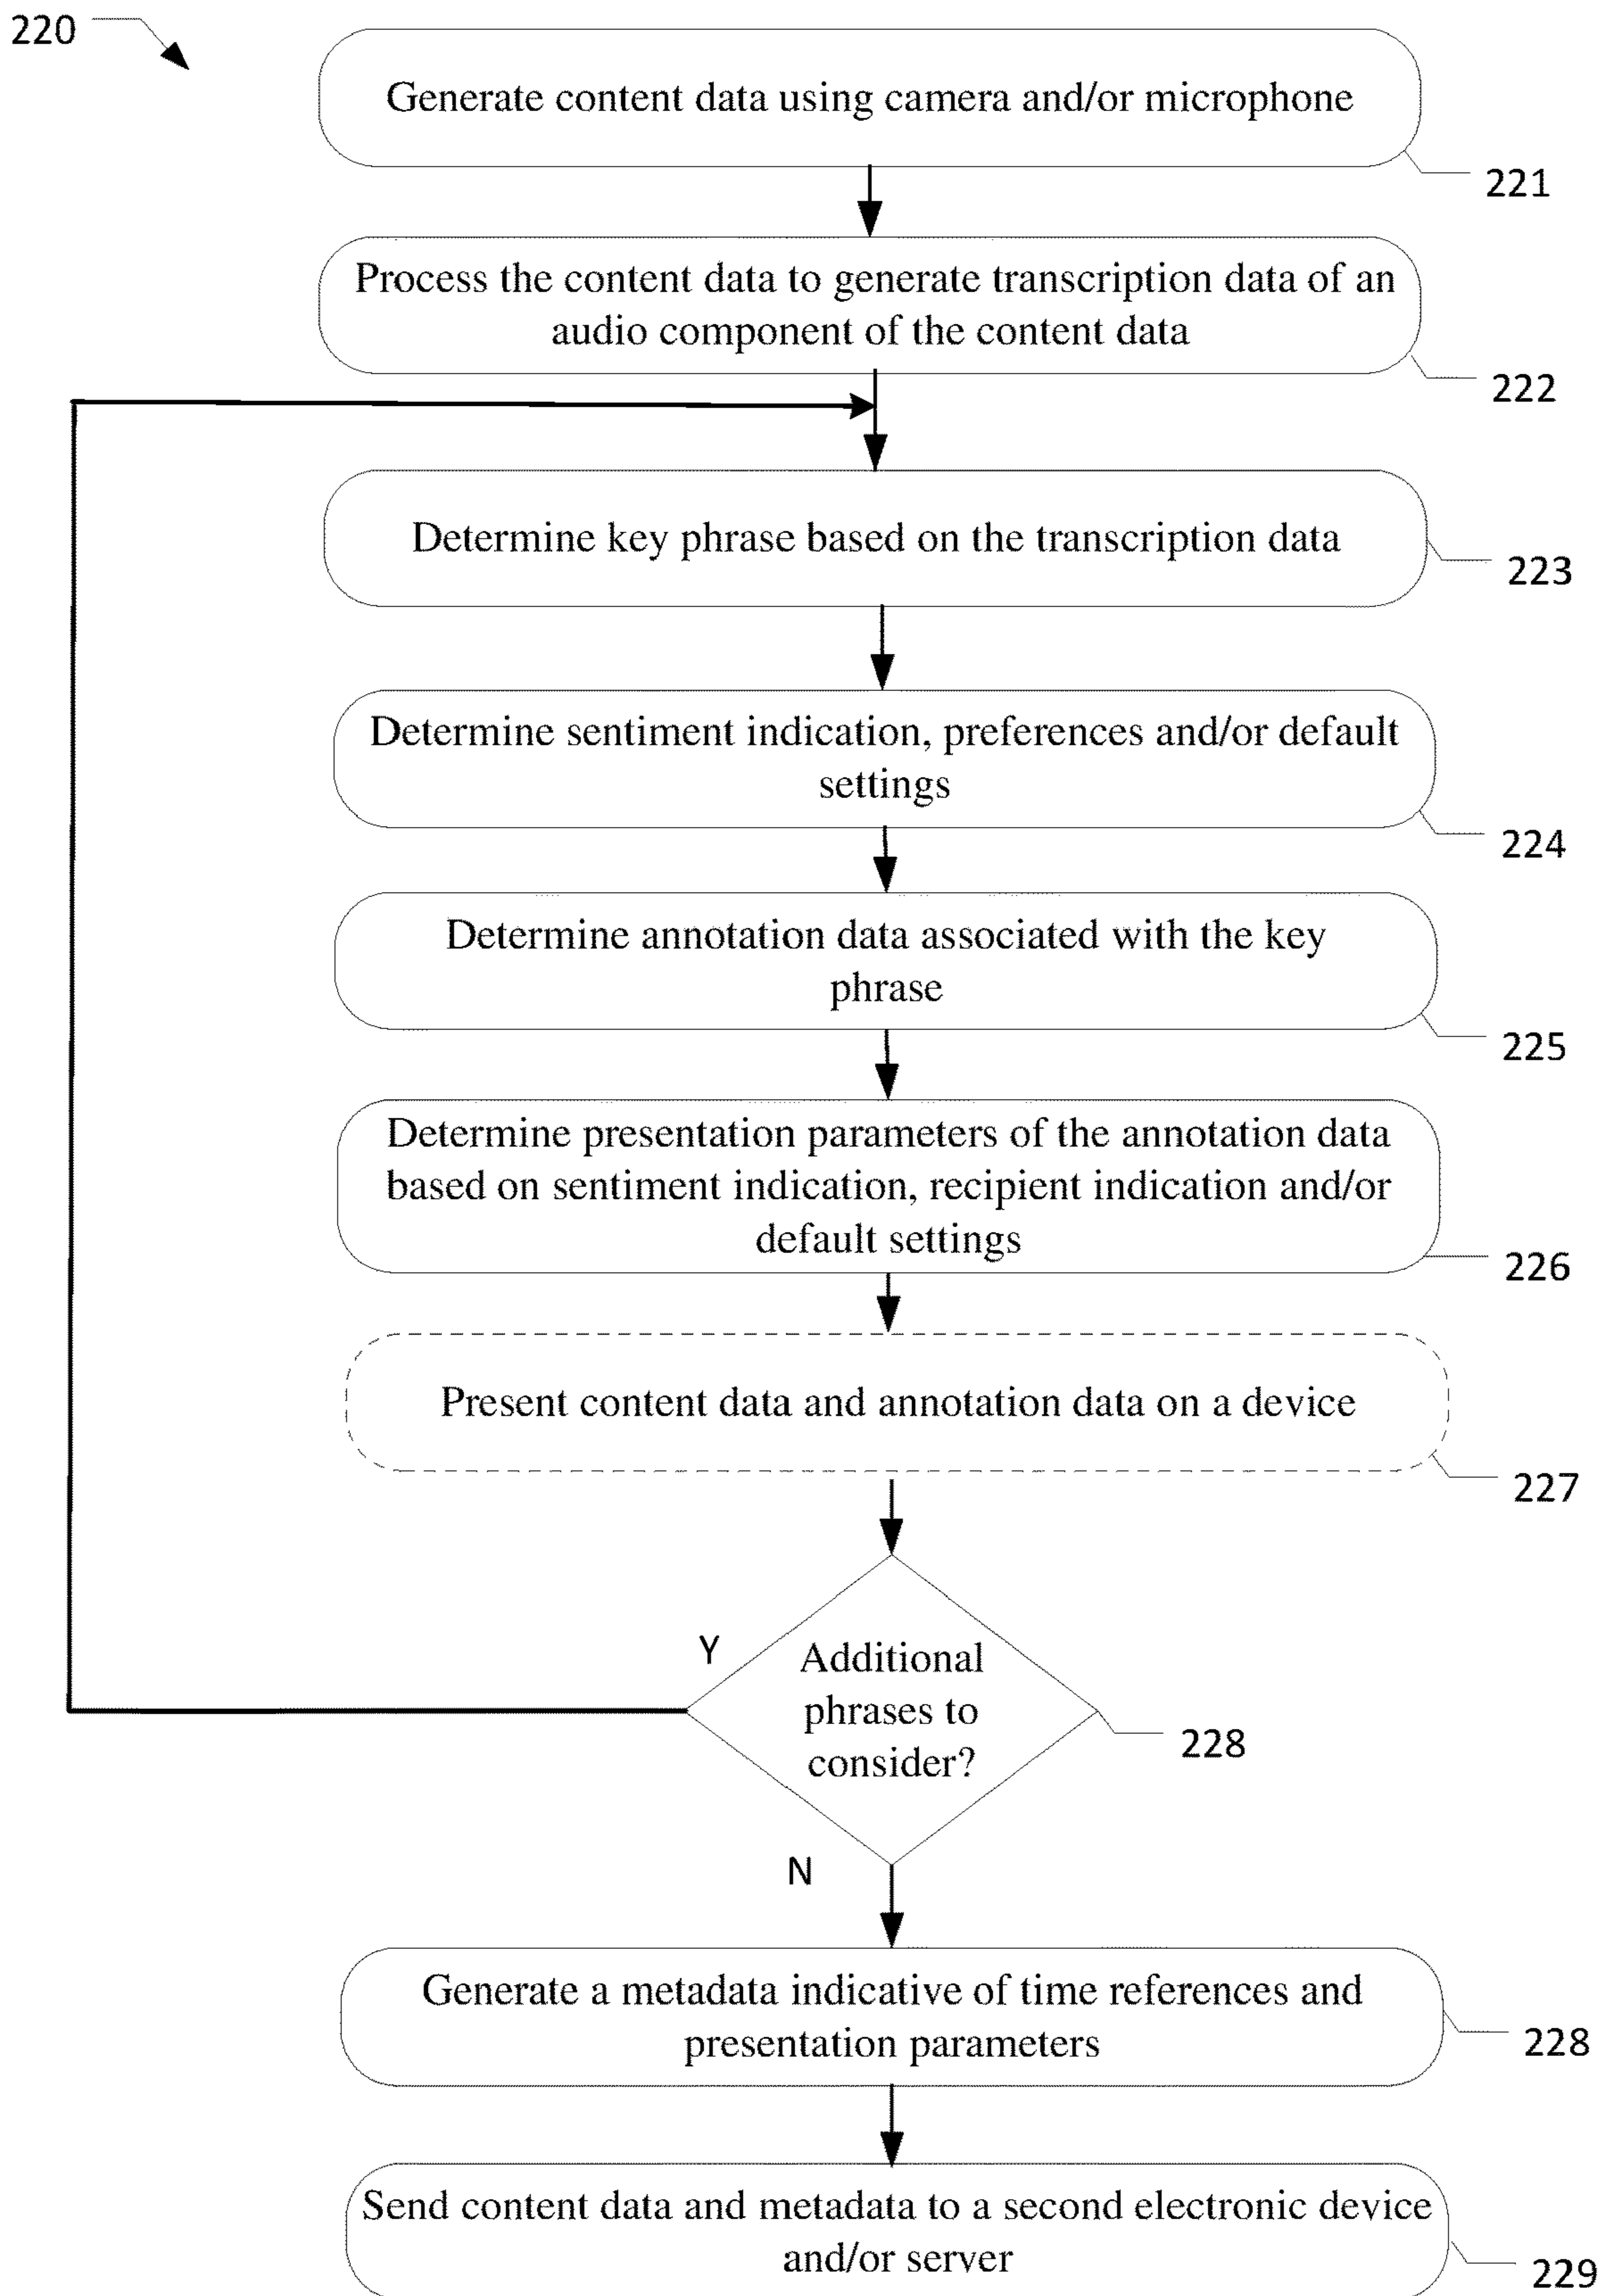 220
Generate content data using camera and/or microphone
221
Process the content data to generate transcription data of an
audio component of the content data
222
Determine key phrase based on the transcription data
223
Determine sentiment indication, preferences and/or default
settings
224
Determine annotation data associated with the key
phrase
225
Determine presentation parameters of the annotation data
based on sentiment indication, recipient indication and/or
default settings
226
Present content data and annotation data on a device
227
Y
Additional
phrases to
consider?
228
N
Generate a metadata indicative of time references and
presentation parameters
228
Send content data and metadata to a second electronic device
and/or server
229